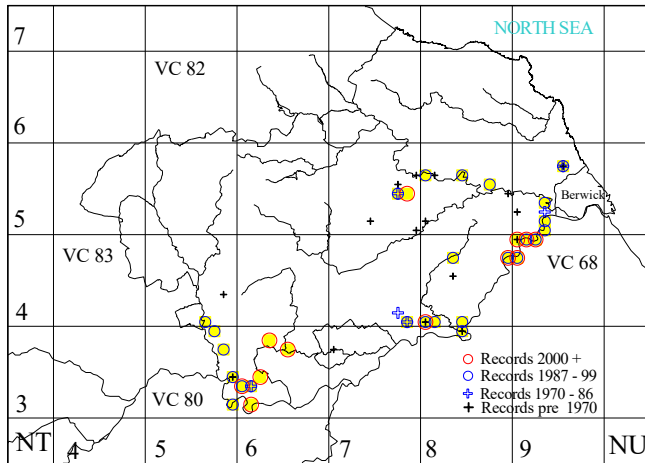 7
NORTH SEA
VC 82
6
Berwick
5
VC 83
VC 68
4
Records 2000 +
Records 1987 - 99
VC 80
Records 1970 - 86
Records pre 1970
3
NT 4 5 6 7 8 9 NU